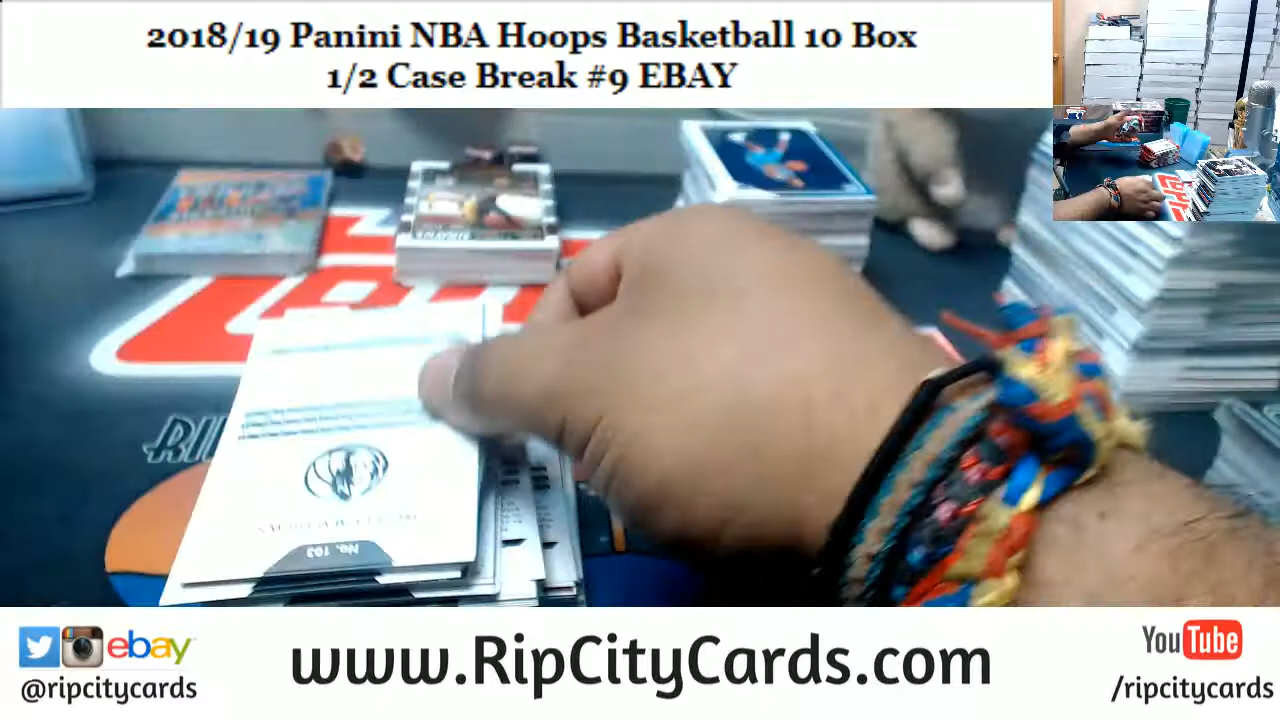 2018/19 Panini NBA Hoops Basketball 10 Box
1/2 Case Break #9 EBAY
No. 103
ebay
@ripcitycards
www.RipCityCards.com
YouTube
/ripcitycards